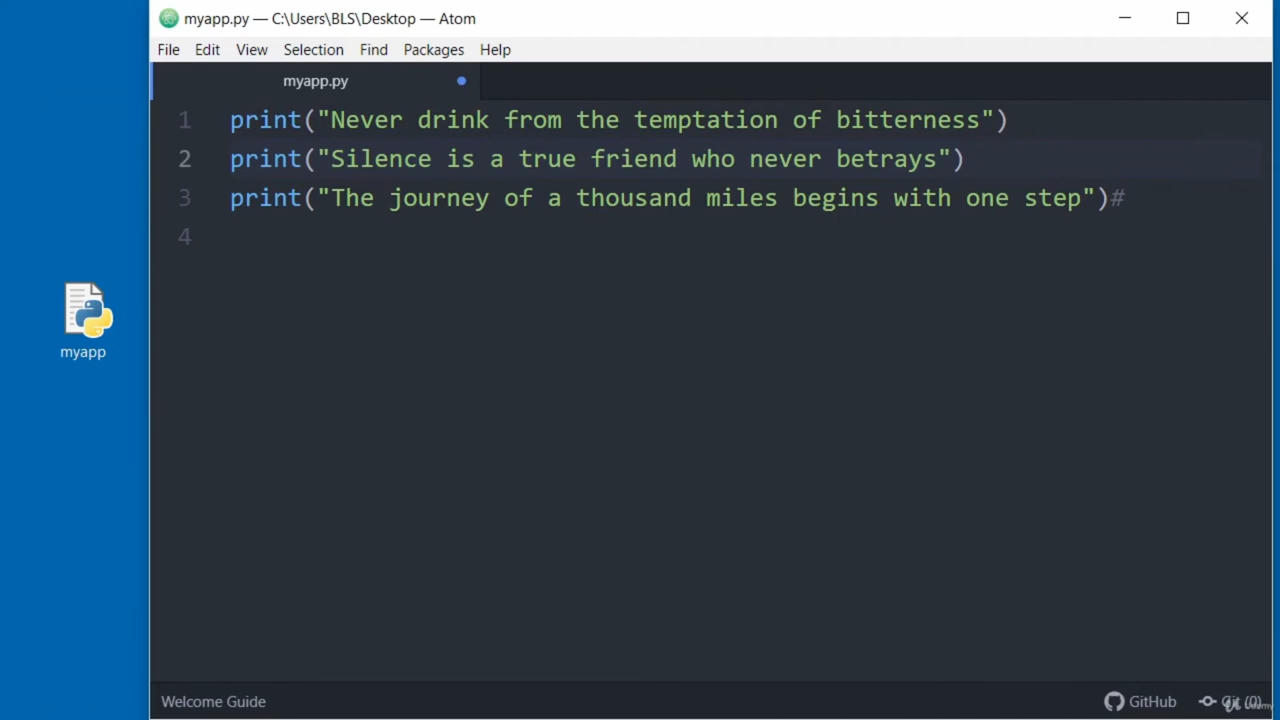 myapp.py — C:\Users\BLS\Desktop — Atom
File Edit View Selection Find Packages Help
myapp.py
1 print("Never drink from the temptation of bitterness")
2 print("Silence is a true friend who never betrays")
3 print("The journey of a thousand miles begins with one step")#
4
myapp
Welcome Guide
GitHub
Git (0)